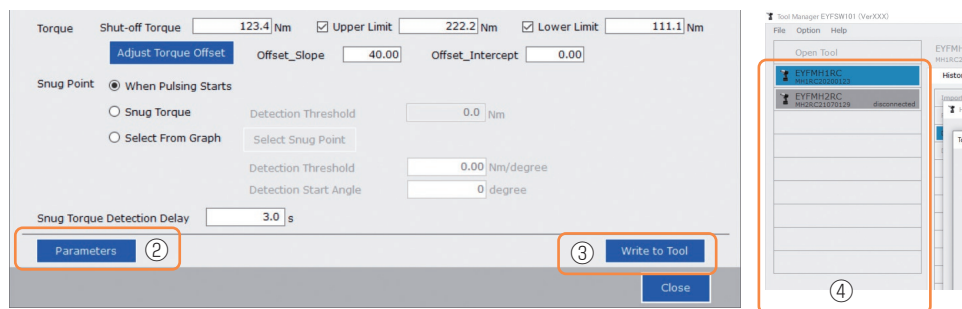 Torque Shut-off Torque 123.4 Nm Upper Limit 222.2 Nm Lower Limit 111.1 Nm
Adjust Torque Offset Offset_Slope 40.00 Offset_Intercept 0.00
Snug Point When Pulsing Starts
Snug Torque Detection Threshold 0.0 Nm
Select From Graph Select Snug Point
Detection Threshold 0.00 Nm/degree
Detection Start Angle 0 degree
Snug Torque Detection Delay 3.0 s
Parameters ② ③ Write to Tool
Close
Tool Manager EYFSW101 (VerXXX)
File Option Help
Open Tool
EYFMH1RC
MH1RC20200123
EYFMH2RC
MH2RC21070129 disconnected
④
EYFMH
MH1RC2
Histo
Import